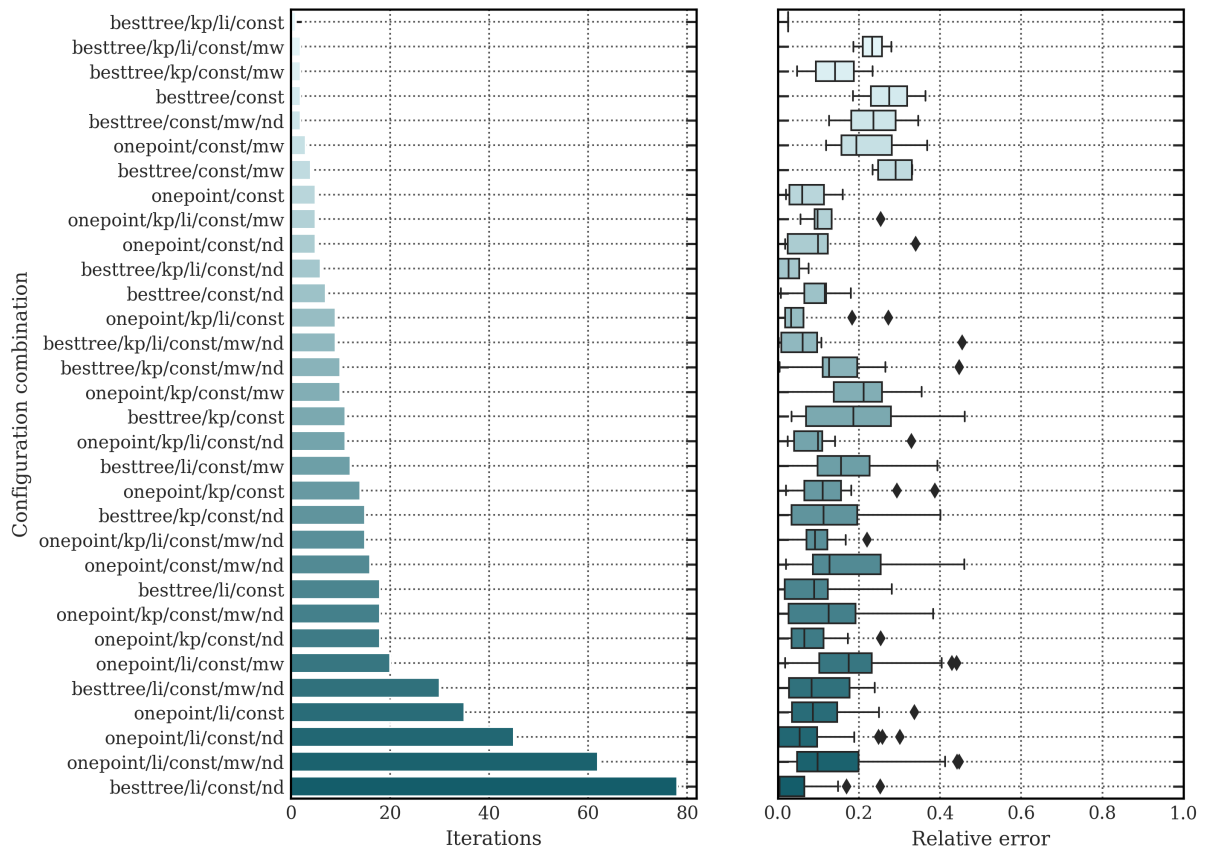 Configuration combination
besttree/kp/li/const
besttree/kp/li/const/mw
besttree/kp/const/mw
besttree/const
besttree/const/mw/nd
onepoint/const/mw
besttree/const/mw
onepoint/const
onepoint/kp/li/const/mw
onepoint/const/nd
besttree/kp/li/const/nd
besttree/const/nd
onepoint/kp/li/const
besttree/kp/li/const/mw/nd
besttree/kp/const/mw/nd
onepoint/kp/const/mw
besttree/kp/const
onepoint/kp/li/const/nd
besttree/li/const/mw
onepoint/kp/const
besttree/kp/const/nd
onepoint/kp/li/const/mw/nd
onepoint/const/mw/nd
besttree/li/const
onepoint/kp/const/mw/nd
onepoint/kp/const/nd
onepoint/li/const/mw
besttree/li/const/mw/nd
onepoint/li/const
onepoint/li/const/nd
onepoint/li/const/mw/nd
besttree/li/const/nd
0 20 40 60 80
Iterations
0.0 0.2 0.4 0.6 0.8 1.0
Relative error